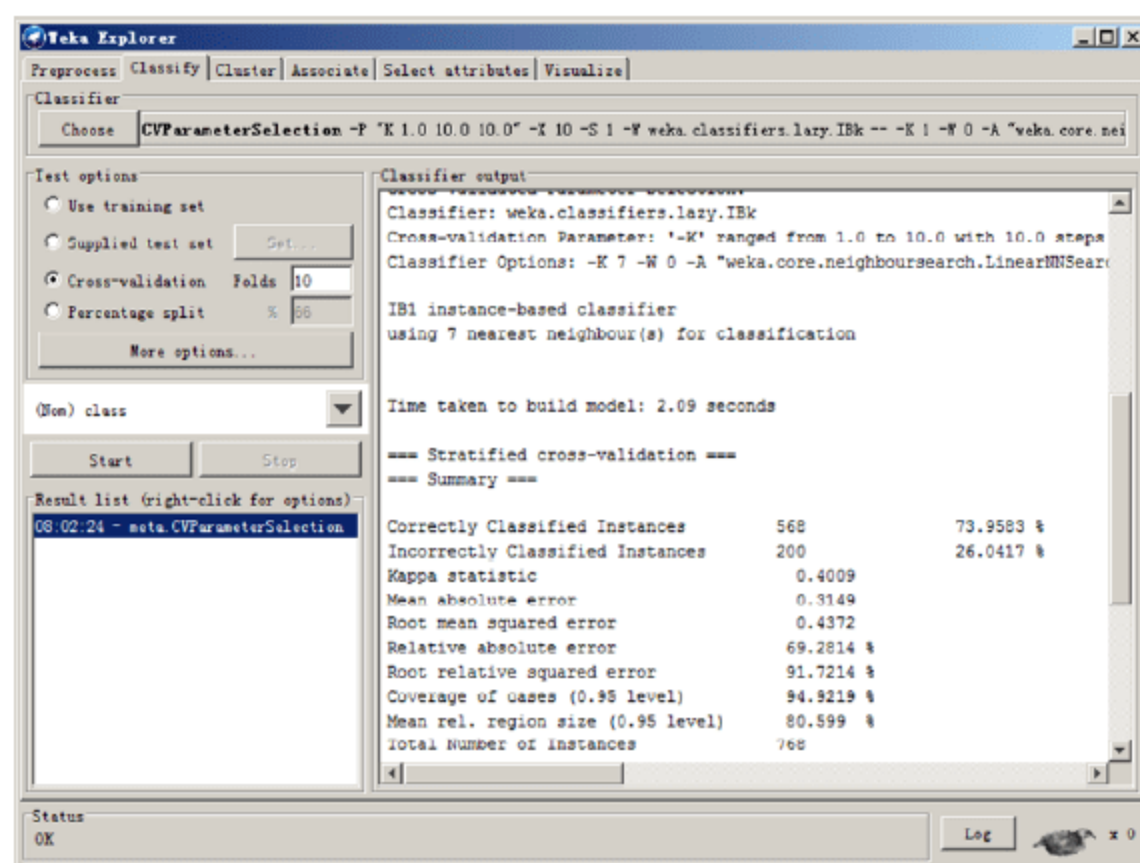 Weka Explorer
Preprocess Classify Cluster Associate Select attributes Visualize
Classifier
Choose CVParameterSelection -P "K 1.0 10.0 10.0" -X 10 -S 1 -W weka.classifiers.lazy.IBk -- -K 1 -W 0 -A "weka.core.nei
Test options
Use training set
Supplied test set Set...
Cross-validation Folds 10
Percentage split % 66
More options...
(Nom) class
Start Stop
Result list (right-click for options)
08:02:24 - meta.CVParameterSelection
Classifier output
Cross-validated Parameter selection.
Classifier: weka.classifiers.lazy.IBk
Cross-validation Parameter: '-K' ranged from 1.0 to 10.0 with 10.0 steps
Classifier Options: -K 7 -W 0 -A "weka.core.neighboursearch.LinearNNSearc
IB1 instance-based classifier
using 7 nearest neighbour(s) for classification
Time taken to build model: 2.09 seconds
=== Stratified cross-validation ===
=== Summary ===
Correctly Classified Instances 568 73.9583 %
Incorrectly Classified Instances 200 26.0417 %
Kappa statistic 0.4009
Mean absolute error 0.3149
Root mean squared error 0.4372
Relative absolute error 69.2814 %
Root relative squared error 91.7214 %
Coverage of cases (0.95 level) 94.9219 %
Mean rel. region size (0.95 level) 80.599 %
Total Number of Instances 768
Status
OK
Log x 0